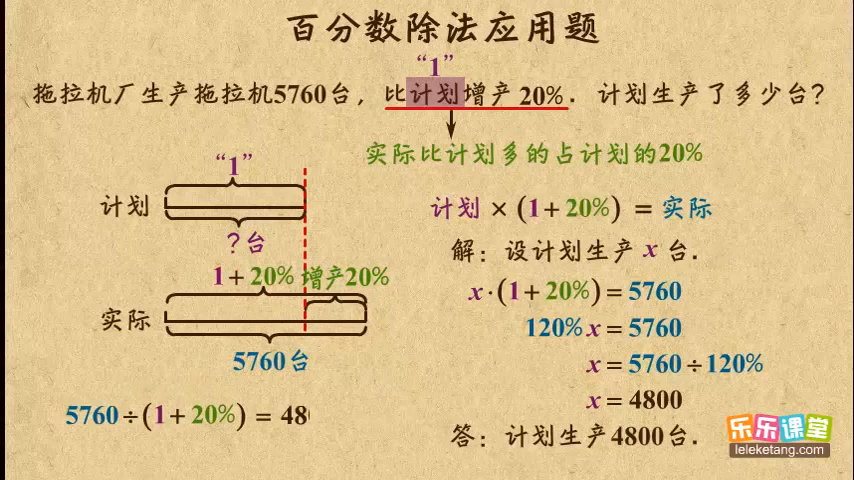 百分数除法应用题
“1”
拖拉机厂生产拖拉机5760台，比计划增产20%．计划生产了多少台？
实际比计划多的占计划的20%
“1”
计划
？台
1+20% 增产20%
实际
5760台
5760÷(1+20%)=48
计划×(1+20%)=实际
解：设计划生产 x 台．
x·(1+20%)=5760
120%x=5760
x=5760÷120%
x=4800
答：计划生产4800台．
乐乐课堂
leleketang.com